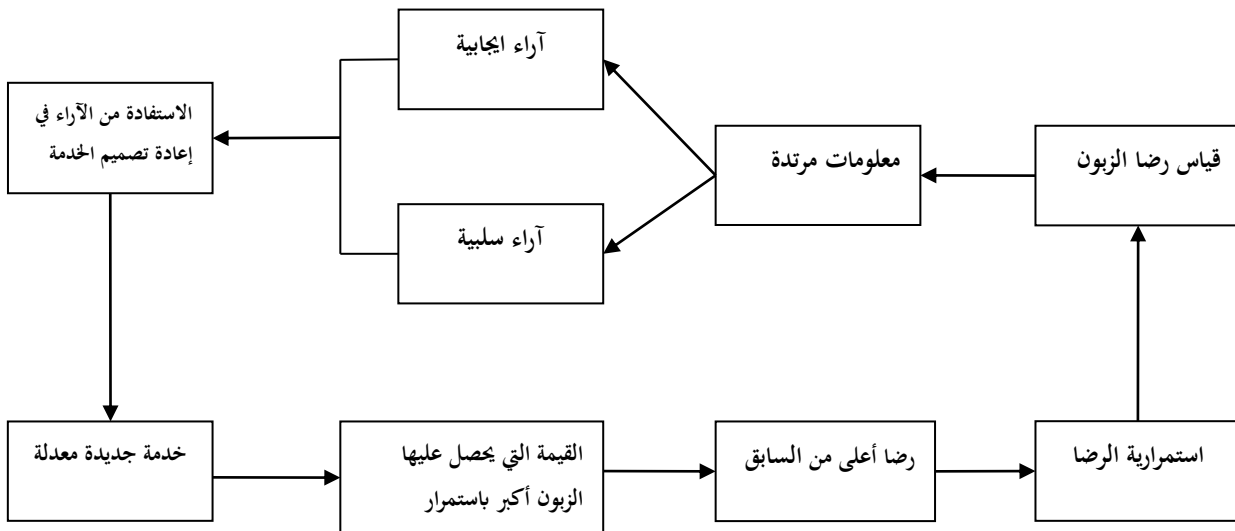 آراء ايجابية
الاستفادة من الآراء في
إعادة تصميم الخدمة
معلومات مرتدة
قياس رضا الزبون
آراء سلبية
خدمة جديدة معدلة
القيمة التي يحصل عليها
الزبون أكبر باستمرار
رضا أعلى من السابق
استمرارية الرضا